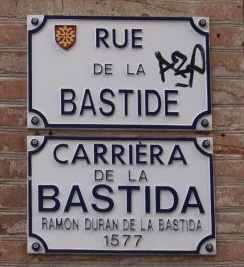 RUE
DE LA
BASTIDE
CARRIÈRA
DE LA
BASTIDA
RAMON DURAN DE LA BASTIDA
1577